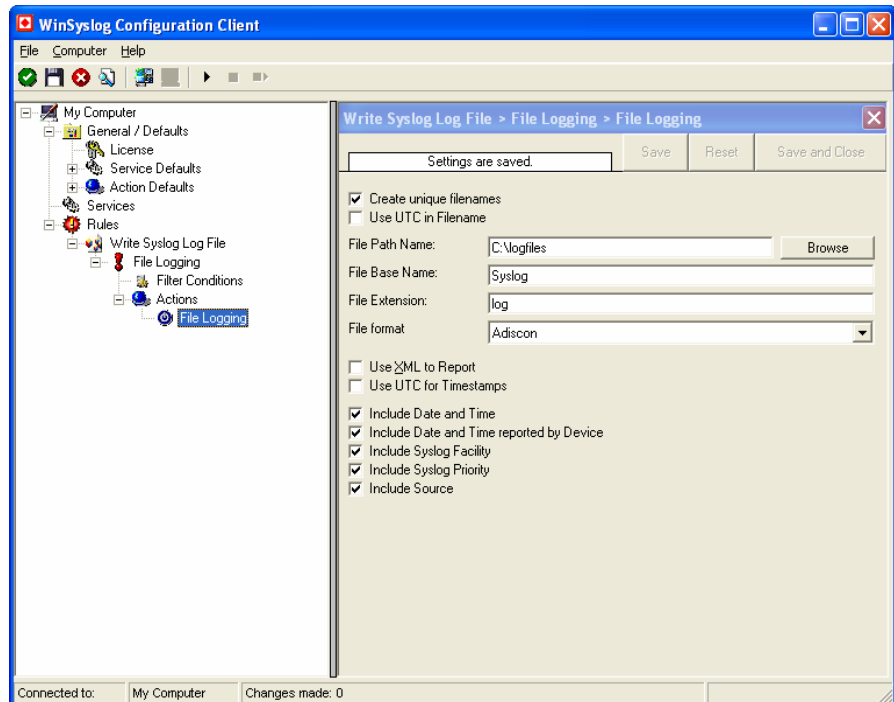 WinSyslog Configuration Client
File Computer Help
My Computer
General / Defaults
License
Service Defaults
Action Defaults
Services
Rules
Write Syslog Log File
File Logging
Filter Conditions
Actions
File Logging
Write Syslog Log File > File Logging > File Logging
Settings are saved. Save Reset Save and Close
Create unique filenames
Use UTC in Filename
File Path Name: C:\logfiles Browse
File Base Name: Syslog
File Extension: log
File format Adiscon
Use XML to Report
Use UTC for Timestamps
Include Date and Time
Include Date and Time reported by Device
Include Syslog Facility
Include Syslog Priority
Include Source
Connected to: My Computer Changes made: 0